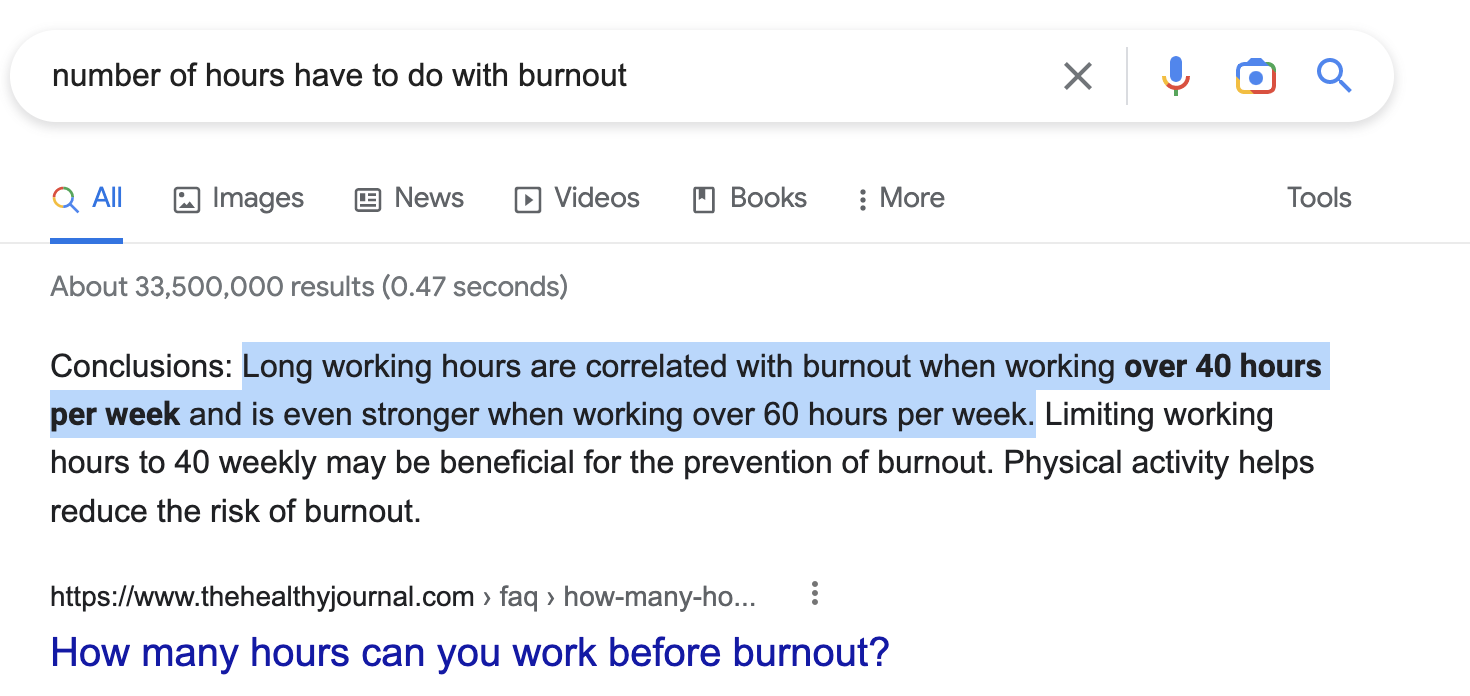 number of hours have to do with burnout
All Images News Videos Books More Tools
About 33,500,000 results (0.47 seconds)
Conclusions: Long working hours are correlated with burnout when working over 40 hours
per week and is even stronger when working over 60 hours per week. Limiting working
hours to 40 weekly may be beneficial for the prevention of burnout. Physical activity helps
reduce the risk of burnout.
https://www.thehealthyjournal.com › faq › how-many-ho...
How many hours can you work before burnout?